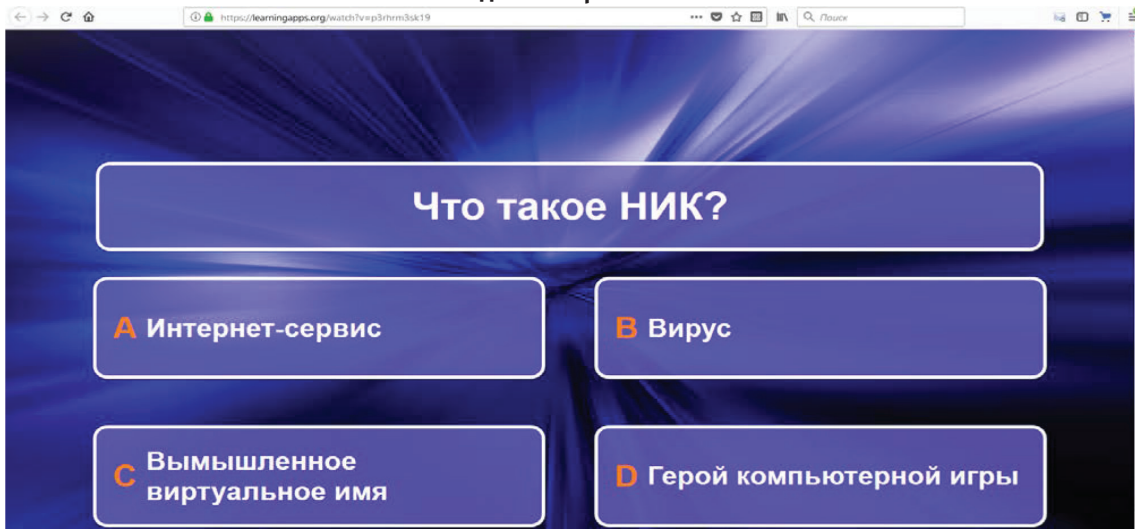 https://learningapps.org/watch?v=p3rhrm3sk19
Поиск
Что такое НИК?
A Интернет-сервис
B Вирус
C Вымышленное
виртуальное имя
D Герой компьютерной игры